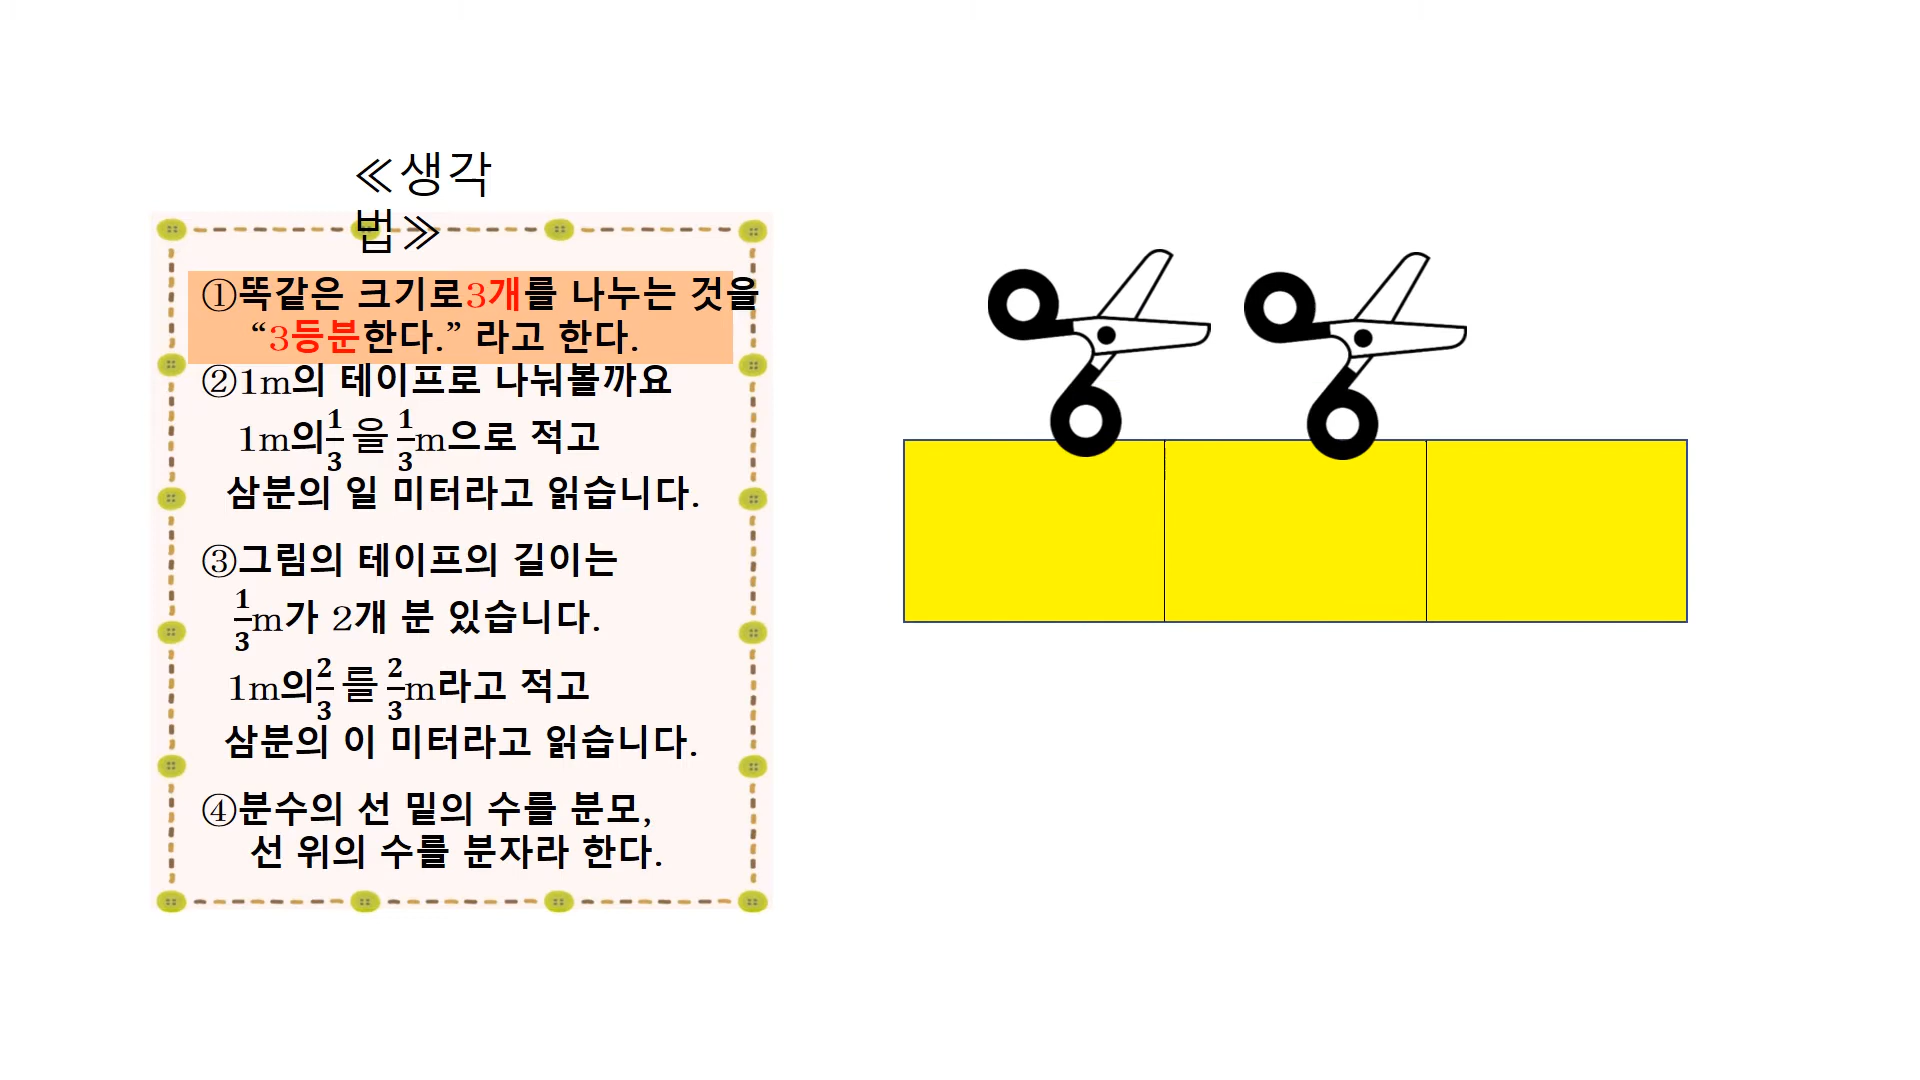 ≪생각
법≫
①똑같은 크기로3개를 나누는 것을
“3등분한다.” 라고 한다.
②1m의 테이프로 나눠볼까요
1m의1/3 을 1/3m으로 적고
삼분의 일 미터라고 읽습니다.
③그림의 테이프의 길이는
1/3m가 2개 분 있습니다.
1m의2/3 를 2/3m라고 적고
삼분의 이 미터라고 읽습니다.
④분수의 선 밑의 수를 분모,
선 위의 수를 분자라 한다.